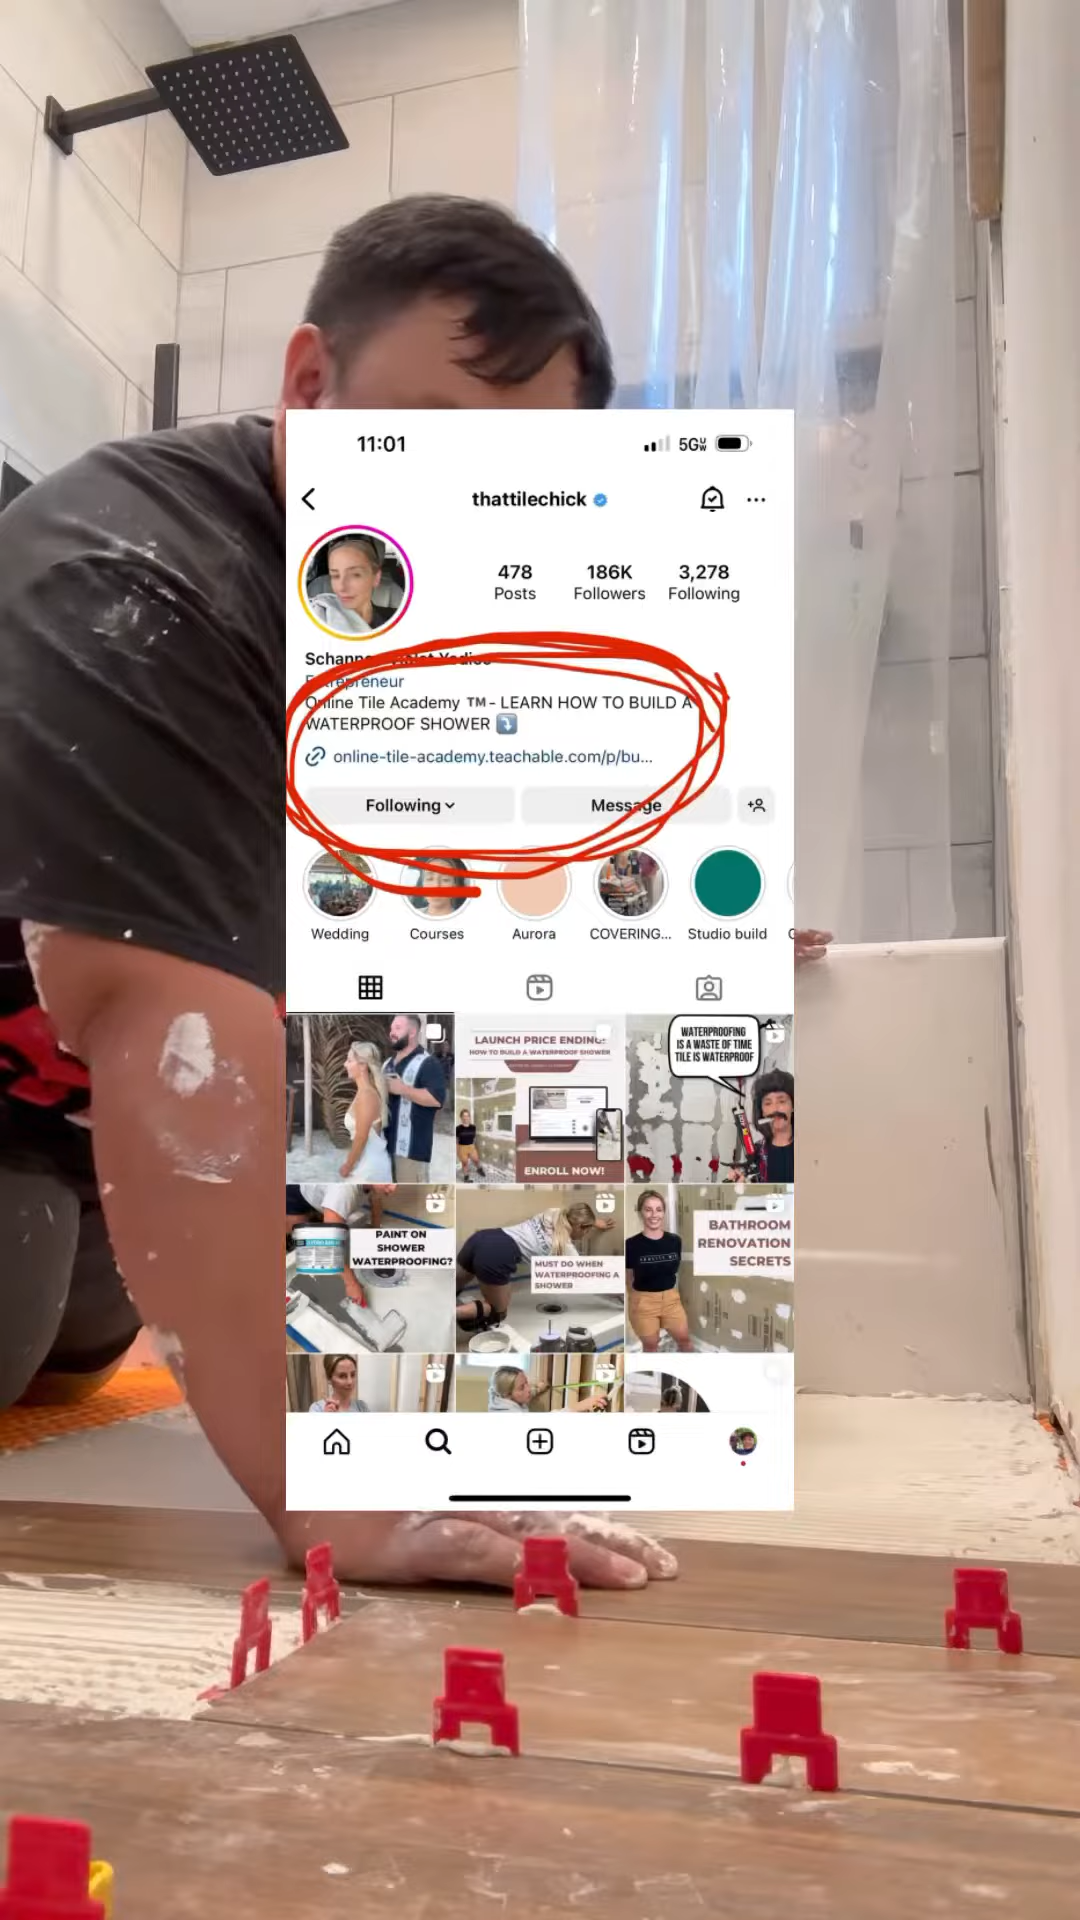 11:01
5G
thattilechick
478
Posts
186K
Followers
3,278
Following
Entrepreneur
Online Tile Academy ™- LEARN HOW TO BUILD A
WATERPROOF SHOWER
online-tile-academy.teachable.com/p/bu...
Following
Message
Wedding
Courses
Aurora
COVERING...
Studio build
LAUNCH PRICE ENDING:
HOW TO BUILD A WATERPROOF SHOWER
ENROLL NOW!
WATERPROOFING
IS A WASTE OF TIME
TILE IS WATERPROOF
PAINT ON
SHOWER
WATERPROOFING?
MUST DO WHEN
WATERPROOFING A
SHOWER
BATHROOM
RENOVATION
SECRETS